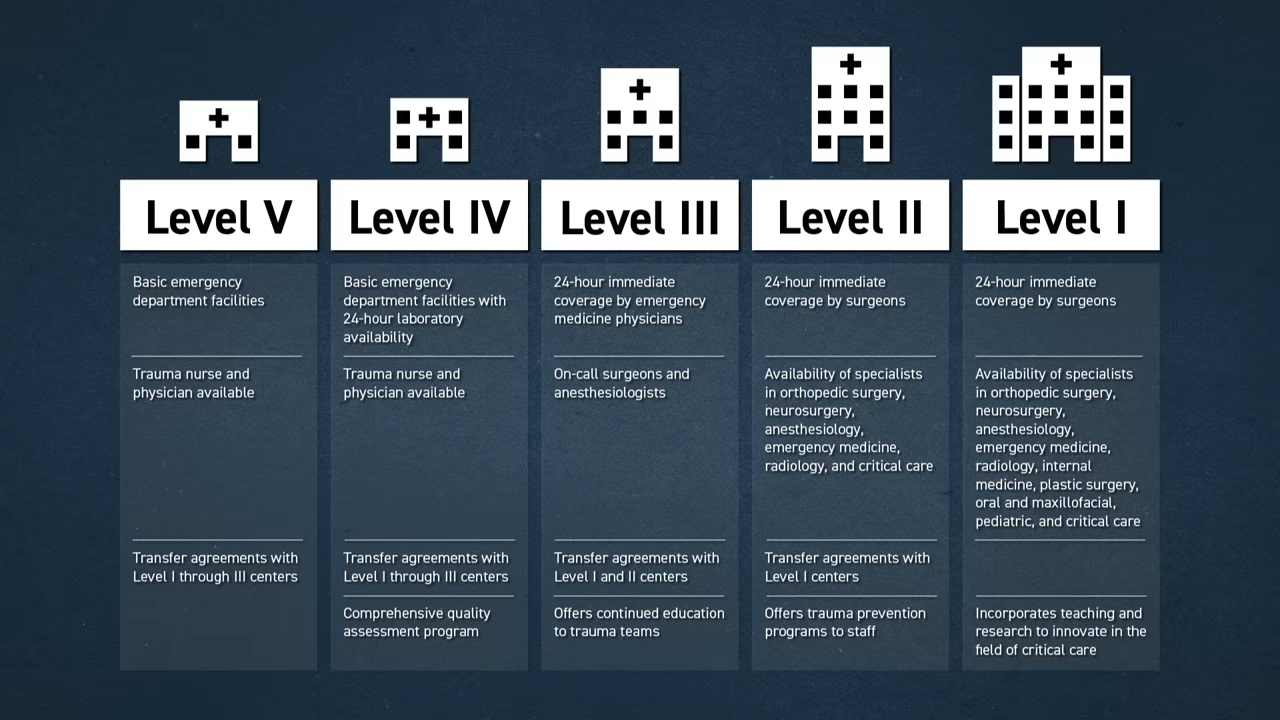 Level V
Level IV
Level III
Level II
Level I
Basic emergency
department facilities
Trauma nurse and
physician available
Transfer agreements with
Level I through III centers
Basic emergency
department facilities with
24-hour laboratory
availability
Trauma nurse and
physician available
Transfer agreements with
Level I through III centers
Comprehensive quality
assessment program
24-hour immediate
coverage by emergency
medicine physicians
On-call surgeons and
anesthesiologists
Transfer agreements with
Level I and II centers
Offers continued education
to trauma teams
24-hour immediate
coverage by surgeons
Availability of specialists
in orthopedic surgery,
neurosurgery,
anesthesiology,
emergency medicine,
radiology, and critical care
Transfer agreements with
Level I centers
Offers trauma prevention
programs to staff
24-hour immediate
coverage by surgeons
Availability of specialists
in orthopedic surgery,
neurosurgery,
anesthesiology,
emergency medicine,
radiology, internal
medicine, plastic surgery,
oral and maxillofacial,
pediatric, and critical care
Incorporates teaching and
research to innovate in the
field of critical care